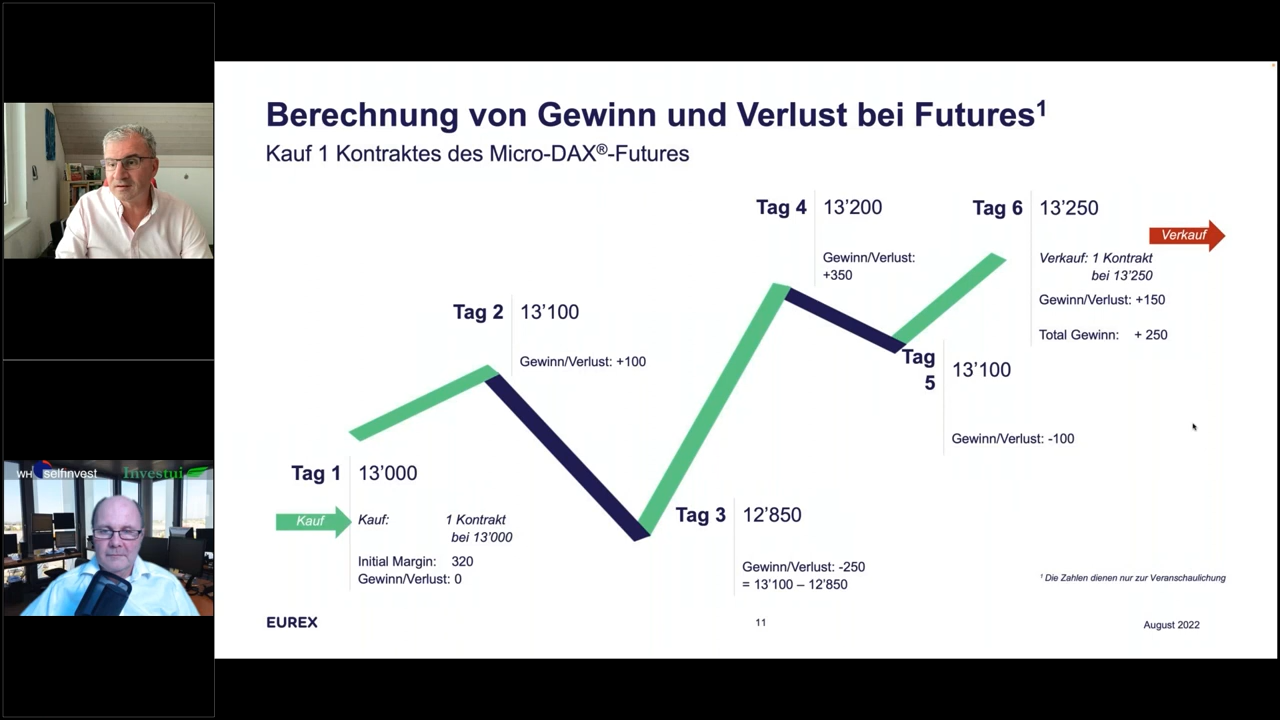 Berechnung von Gewinn und Verlust bei Futures¹
Kauf 1 Kontraktes des Micro-DAX®-Futures
Tag 4 13’200
Gewinn/Verlust:
+350
Tag 6 13’250
Verkauf
Verkauf: 1 Kontrakt
bei 13’250
Gewinn/Verlust: +150
Total Gewinn: + 250
Tag 2 13’100
Gewinn/Verlust: +100
Tag
5 13’100
Gewinn/Verlust: -100
Tag 1 13’000
Kauf
Kauf: 1 Kontrakt
bei 13’000
Initial Margin: 320
Gewinn/Verlust: 0
Tag 3 12’850
Gewinn/Verlust: -250
= 13’100 – 12’850
¹ Die Zahlen dienen nur zur Veranschaulichung
EUREX
11
August 2022
WH selfinvest
Investui